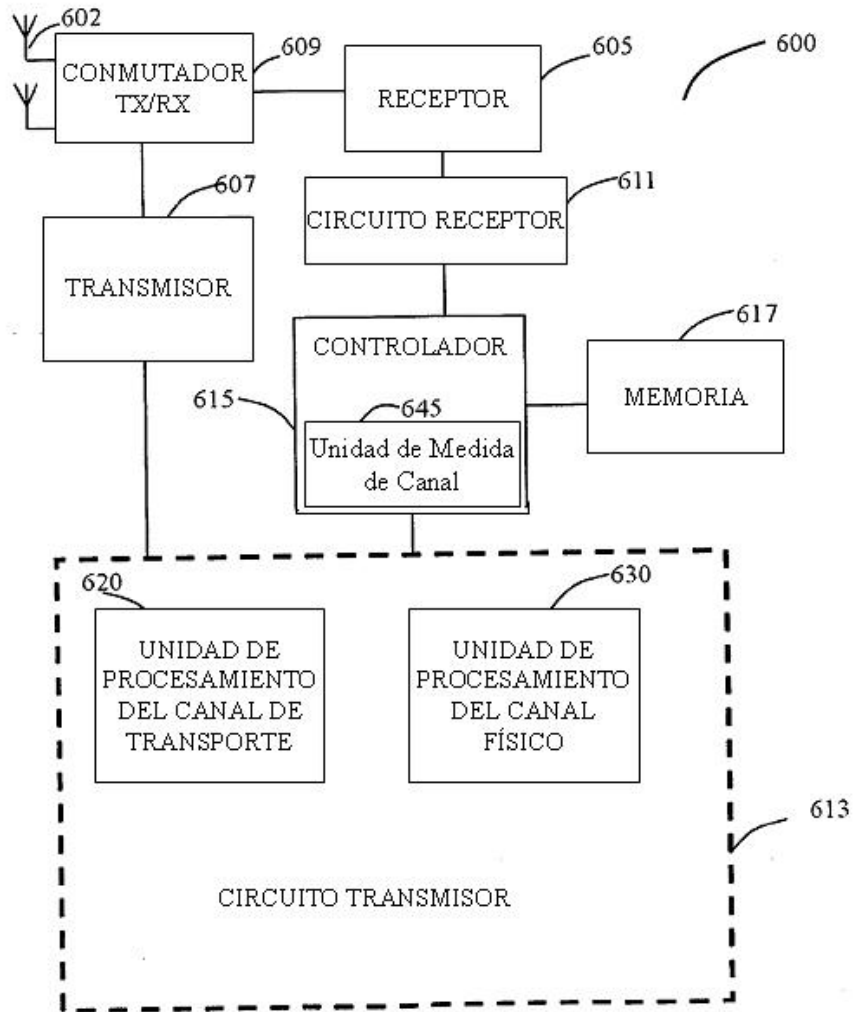 602
CONMUTADOR
TX/RX
609
RECEPTOR
605
600
607
TRANSMISOR
611
CIRCUITO RECEPTOR
CONTROLADOR
615
645
Unidad de Medida
de Canal
617
MEMORIA
620
UNIDAD DE
PROCESAMIENTO
DEL CANAL DE
TRANSPORTE
630
UNIDAD DE
PROCESAMIENTO
DEL CANAL
FÍSICO
613
CIRCUITO TRANSMISOR